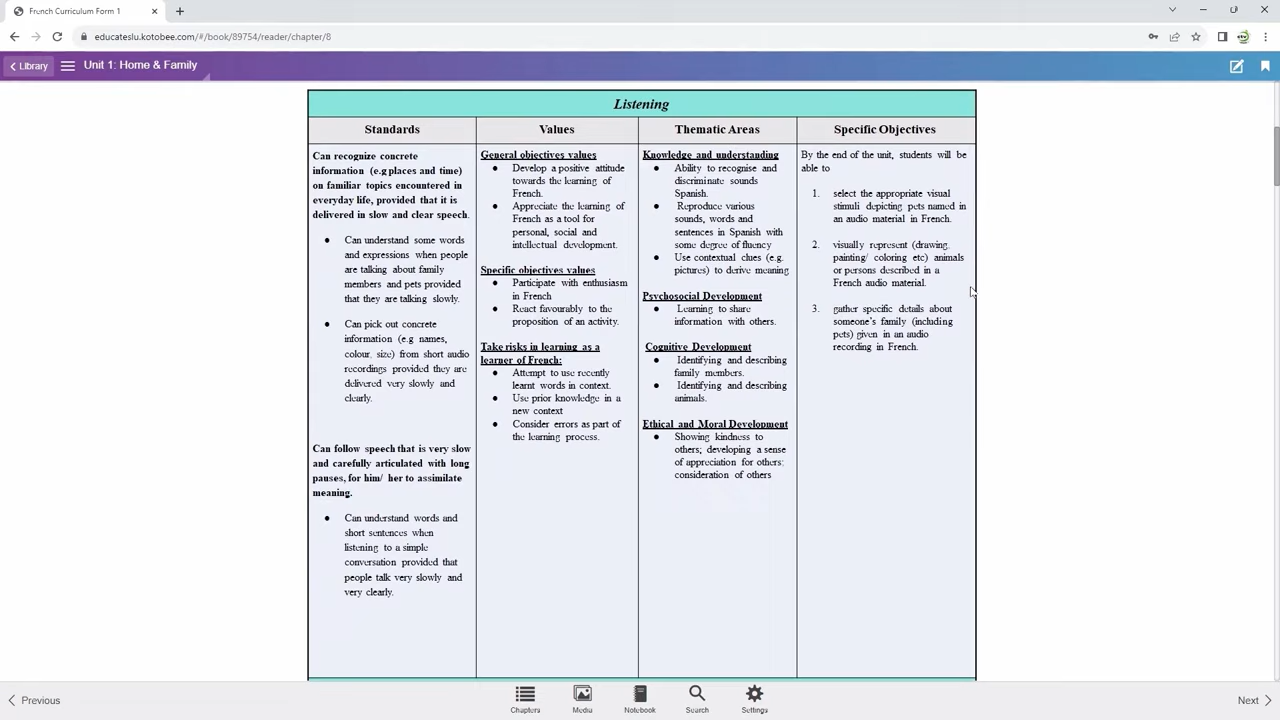 French Curriculum Form 1
educateslu.kotobee.com/#/book/89754/reader/chapter/8
Library
Unit 1: Home & Family
Listening
Standards
Values
Thematic Areas
Specific Objectives
Can recognize concrete
information (e.g places and time)
on familiar topics encountered in
everyday life, provided that it is
delivered in slow and clear speech.
● Can understand some words
and expressions when people
are talking about family
members and pets provided
that they are talking slowly.
● Can pick out concrete
information (e.g names,
colour, size) from short audio
recordings provided they are
delivered very slowly and
clearly.
Can follow speech that is very slow
and carefully articulated with long
pauses, for him/ her to assimilate
meaning.
● Can understand words and
short sentences when
listening to a simple
conversation provided that
people talk very slowly and
very clearly.
General objectives values
● Develop a positive attitude
towards the learning of
French.
● Appreciate the learning of
French as a tool for
personal, social and
intellectual development.
Specific objectives values
● Participate with enthusiasm
in French
● React favourably to the
proposition of an activity.
Take risks in learning as a
learner of French:
● Attempt to use recently
learnt words in context.
● Use prior knowledge in a
new context
● Consider errors as part of
the learning process.
Knowledge and understanding
● Ability to recognise and
discriminate sounds
Spanish.
● Reproduce various
sounds, words and
sentences in Spanish with
some degree of fluency
● Use contextual clues (e.g.
pictures) to derive meaning
Psychosocial Development
● Learning to share
information with others.
Cognitive Development
● Identifying and describing
family members.
● Identifying and describing
animals.
Ethical and Moral Development
● Showing kindness to
others; developing a sense
of appreciation for others;
consideration of others
By the end of the unit, students will be
able to
1. select the appropriate visual
stimuli depicting pets named in
an audio material in French.
2. visually represent (drawing,
painting/ coloring etc) animals
or persons described in a
French audio material.
3. gather specific details about
someone's family (including
pets) given in an audio
recording in French.
Previous
Chapters
Media
Notebook
Search
Settings
Next